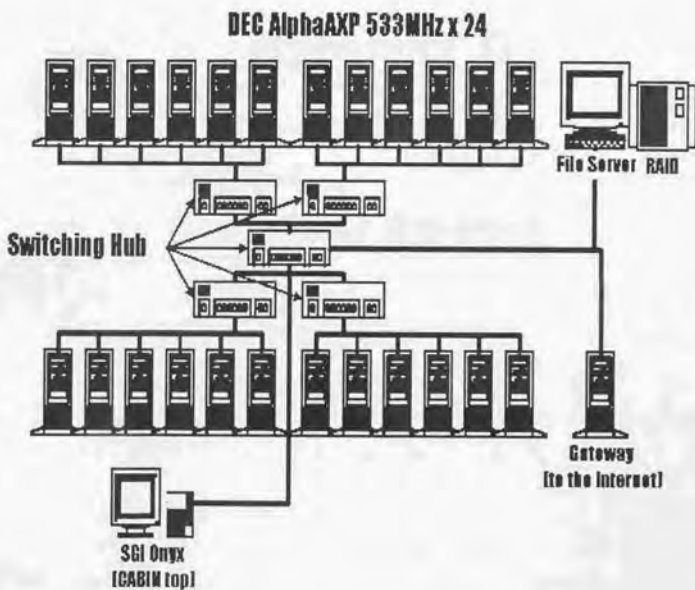 DEC AlphaAXP 533MHz x 24
File Server
RAID
Switching Hub
Gateway
[to the Internet]
SGI Onyx
[CABIN top]